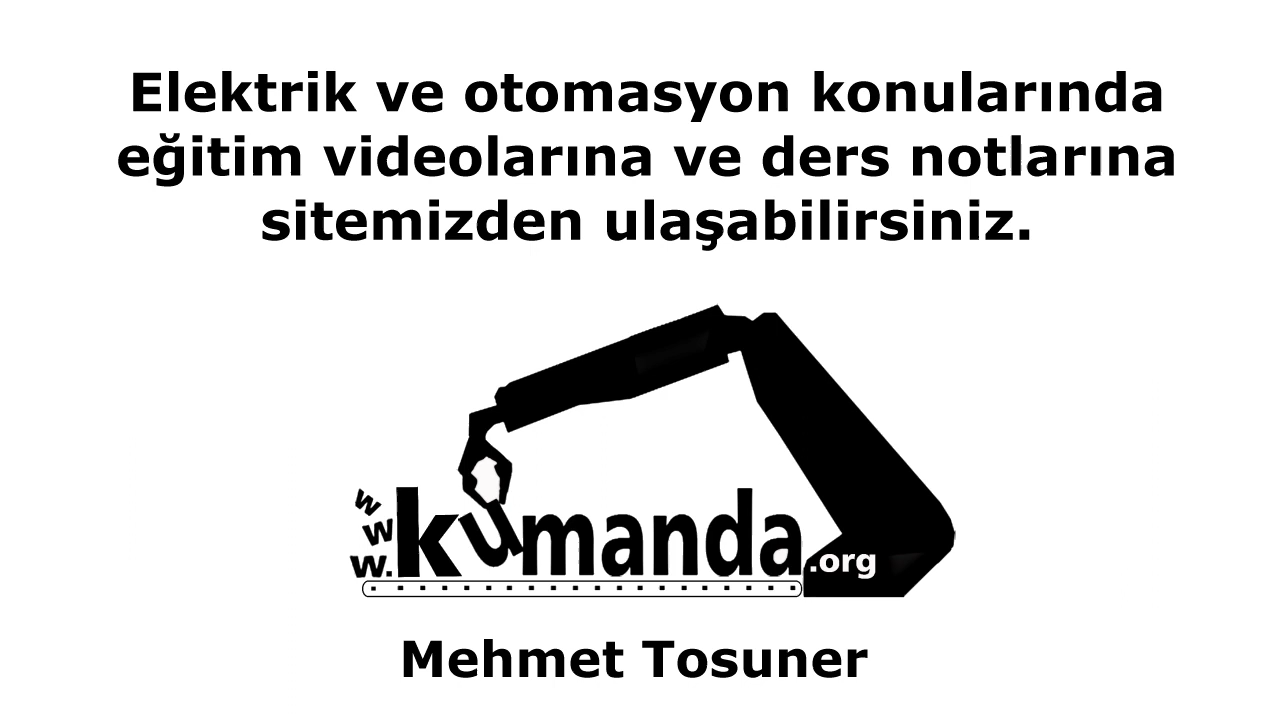 Elektrik ve otomasyon konularında
eğitim videolarına ve ders notlarına
sitemizden ulaşabilirsiniz.
www.kumanda.org
Mehmet Tosuner